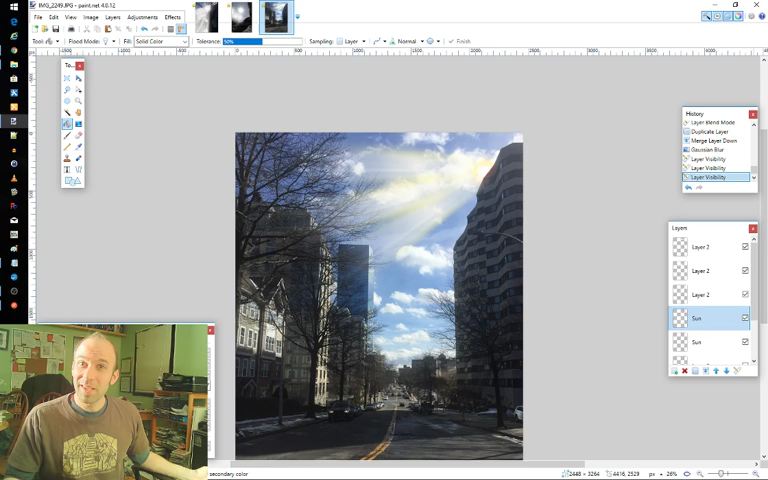 IMG_2249.JPG - paint.net 4.0.12
File Edit View Image Layers Adjustments Effects
Tool: Flood Mode: Fill: Solid Color Tolerance: 50% Sampling: Layer Normal Finish
To...
History
Layer Blend Mode
Duplicate Layer
Merge Layer Down
Gaussian Blur
Layer Visibility
Layer Visibility
Layer Visibility
Layers
Layer 2
Layer 2
Layer 2
Sun
Sun
secondary color
2448 × 3264 4416, 2529 px 26%